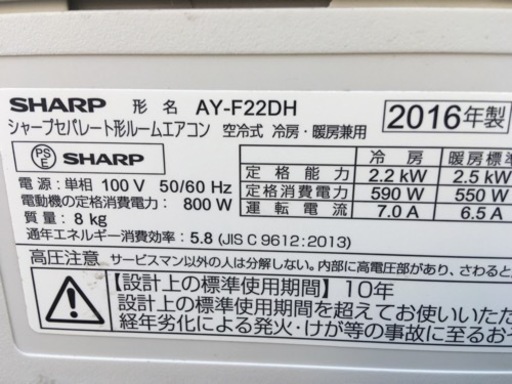 SHARP 形名 AY-F22DH 2016年製
シャープセパレート形ルームエアコン 空冷式 冷房・暖房兼用
PS E SHARP
冷房 暖房標準
定格能力 2.2 kW 2.5 kW
電源:単相 100 V 50/60 Hz 定格消費電力 590 W 550 W
電動機の定格消費電力: 800 W 運転電流 7.0 A 6.5 A
質量:8 kg
通年エネルギー消費効率:5.8 (JIS C 9612:2013)
高圧注意 サービスマン以外の人は分解しない。内部に高電圧部があり、さわると
【設計上の標準使用期間】10年
設計上の標準使用期間を超えてお使いいただ
経年劣化による発火・けが等の事故に至るお